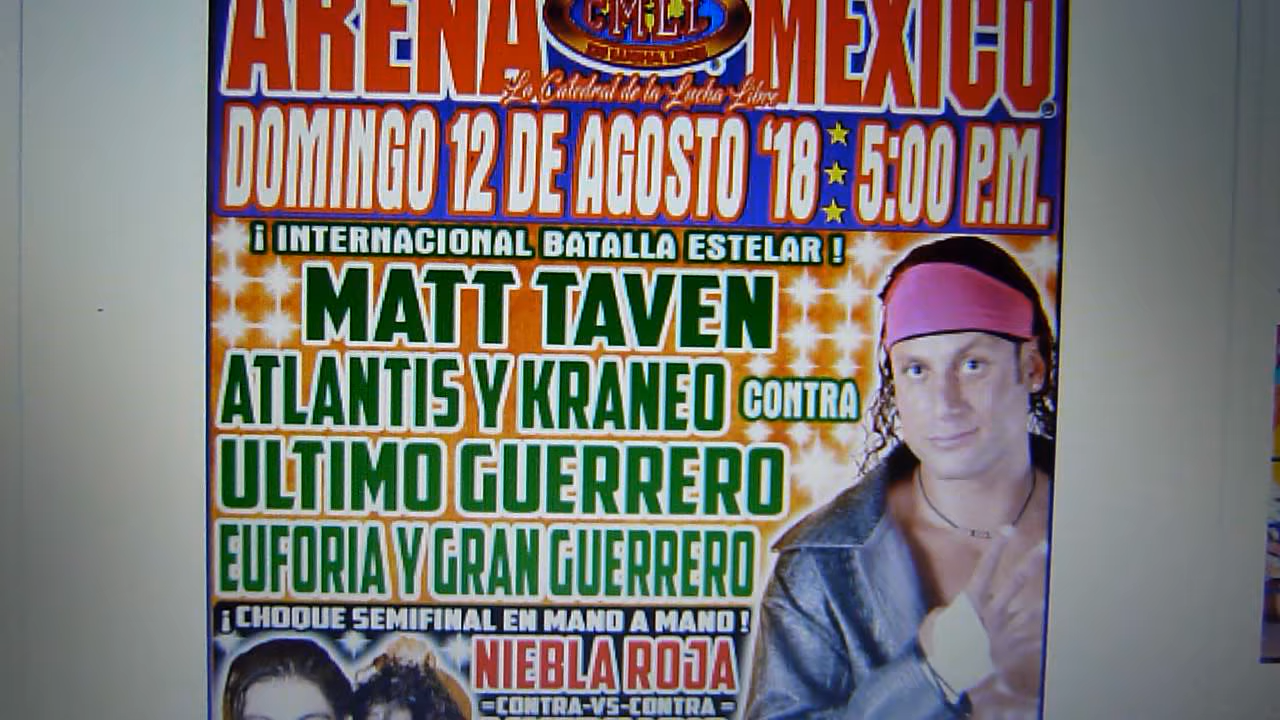 ARENA CMLL MEXICO
La Catedral de la Lucha Libre
DOMINGO 12 DE AGOSTO '18 5:00 P.M.
¡ INTERNACIONAL BATALLA ESTELAR !
MATT TAVEN
ATLANTIS Y KRANEO CONTRA
ULTIMO GUERRERO
EUFORIA Y GRAN GUERRERO
¡ CHOQUE SEMIFINAL EN MANO A MANO !
NIEBLA ROJA
=CONTRA-VS-CONTRA=